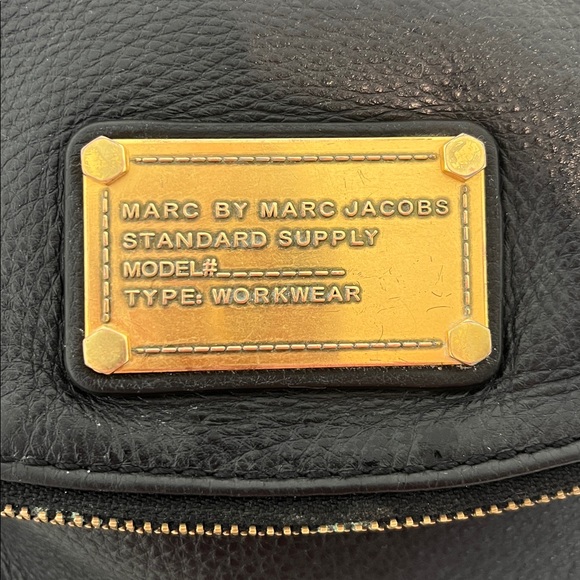 MARC BY MARC JACOBS
STANDARD SUPPLY
MODEL#________
TYPE: WORKWEAR